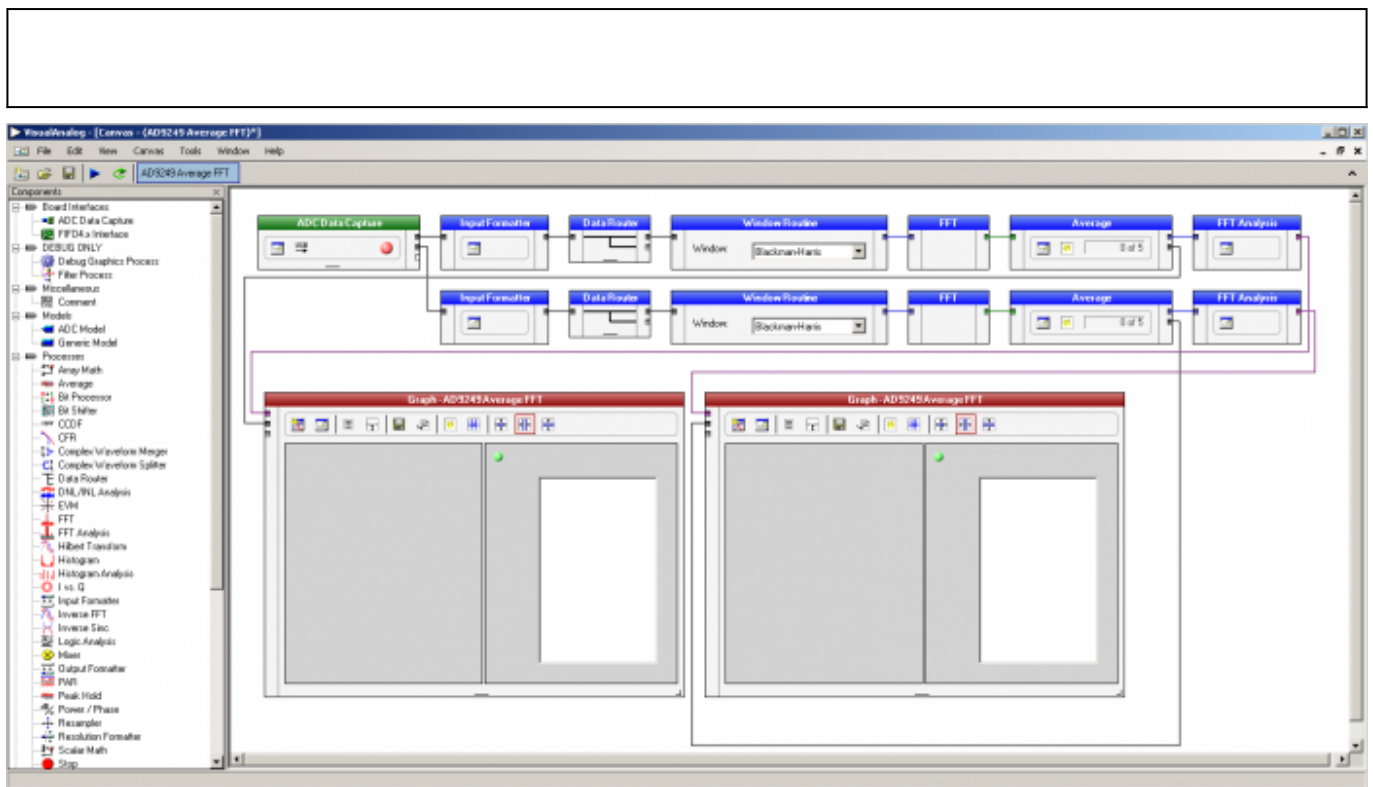 VisualAnalog - [Canvas - (AD9249 Average FFT)*]
File Edit View Canvas Tools Window Help
AD9249 Average FFT
Components
Board Interfaces
ADC Data Capture
FIFO4.x Interface
DEBUG ONLY
Debug Graphics Process
Filter Process
Miscellaneous
Comment
Models
ADC Model
Generic Model
Processes
Array Math
Average
Bit Processor
Bit Shifter
CCDF
CFR
Complex Waveform Merger
Complex Waveform Splitter
Data Router
DNL/INL Analysis
EVM
FFT
FFT Analysis
Hilbert Transform
Histogram
Histogram Analysis
I vs. Q
Input Formatter
Inverse FFT
Inverse Sinc
Logic Analysis
Mixer
Output Formatter
PAR
Peak Hold
Power / Phase
Resampler
Resolution Formatter
Scalar Math
Stop
ADC Data Capture Input Formatter Data Router Window Routine FFT Average FFT Analysis
Window: Blackman-Harris 0 of 5
Input Formatter Data Router Window Routine FFT Average FFT Analysis
Window: Blackman-Harris 0 of 5
Graph - AD9249 Average FFT Graph - AD9249 Average FFT